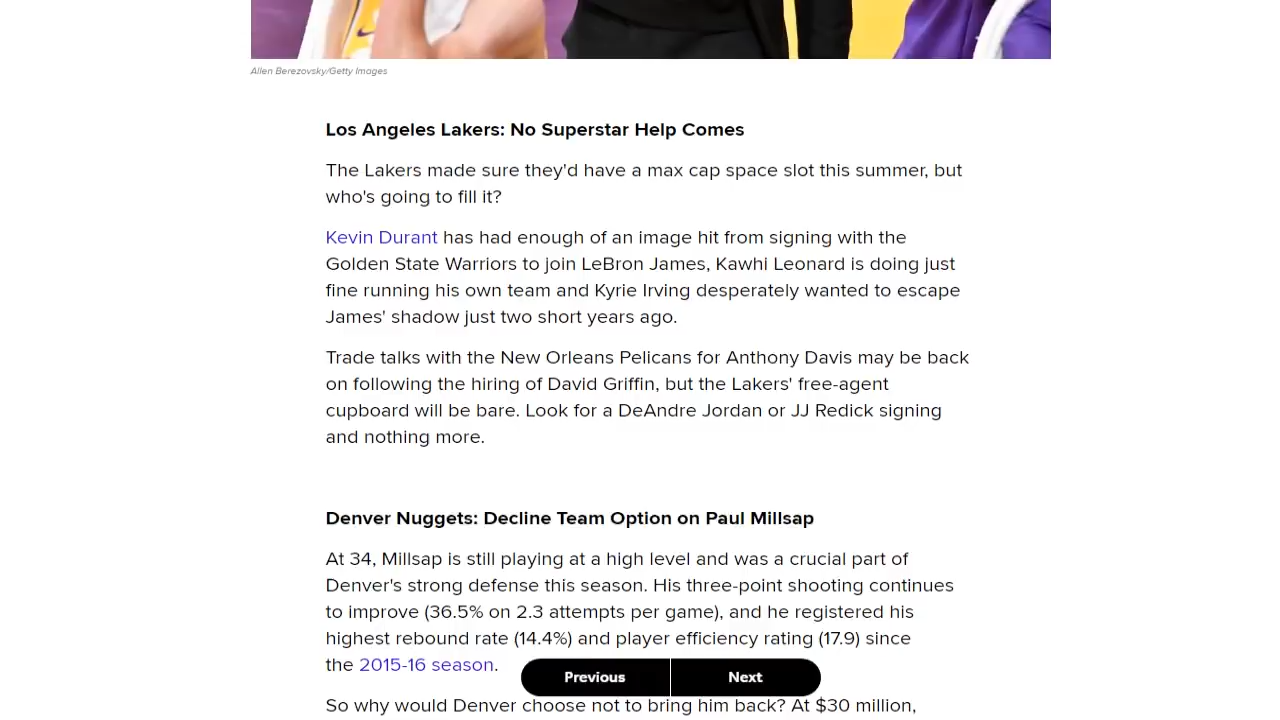 Allen Berezovsky/Getty Images
Los Angeles Lakers: No Superstar Help Comes
The Lakers made sure they'd have a max cap space slot this summer, but
who's going to fill it?
Kevin Durant has had enough of an image hit from signing with the
Golden State Warriors to join LeBron James, Kawhi Leonard is doing just
fine running his own team and Kyrie Irving desperately wanted to escape
James' shadow just two short years ago.
Trade talks with the New Orleans Pelicans for Anthony Davis may be back
on following the hiring of David Griffin, but the Lakers' free-agent
cupboard will be bare. Look for a DeAndre Jordan or JJ Redick signing
and nothing more.
Denver Nuggets: Decline Team Option on Paul Millsap
At 34, Millsap is still playing at a high level and was a crucial part of
Denver's strong defense this season. His three-point shooting continues
to improve (36.5% on 2.3 attempts per game), and he registered his
highest rebound rate (14.4%) and player efficiency rating (17.9) since
the 2015-16 season.
Previous Next
So why would Denver choose not to bring him back? At $30 million,